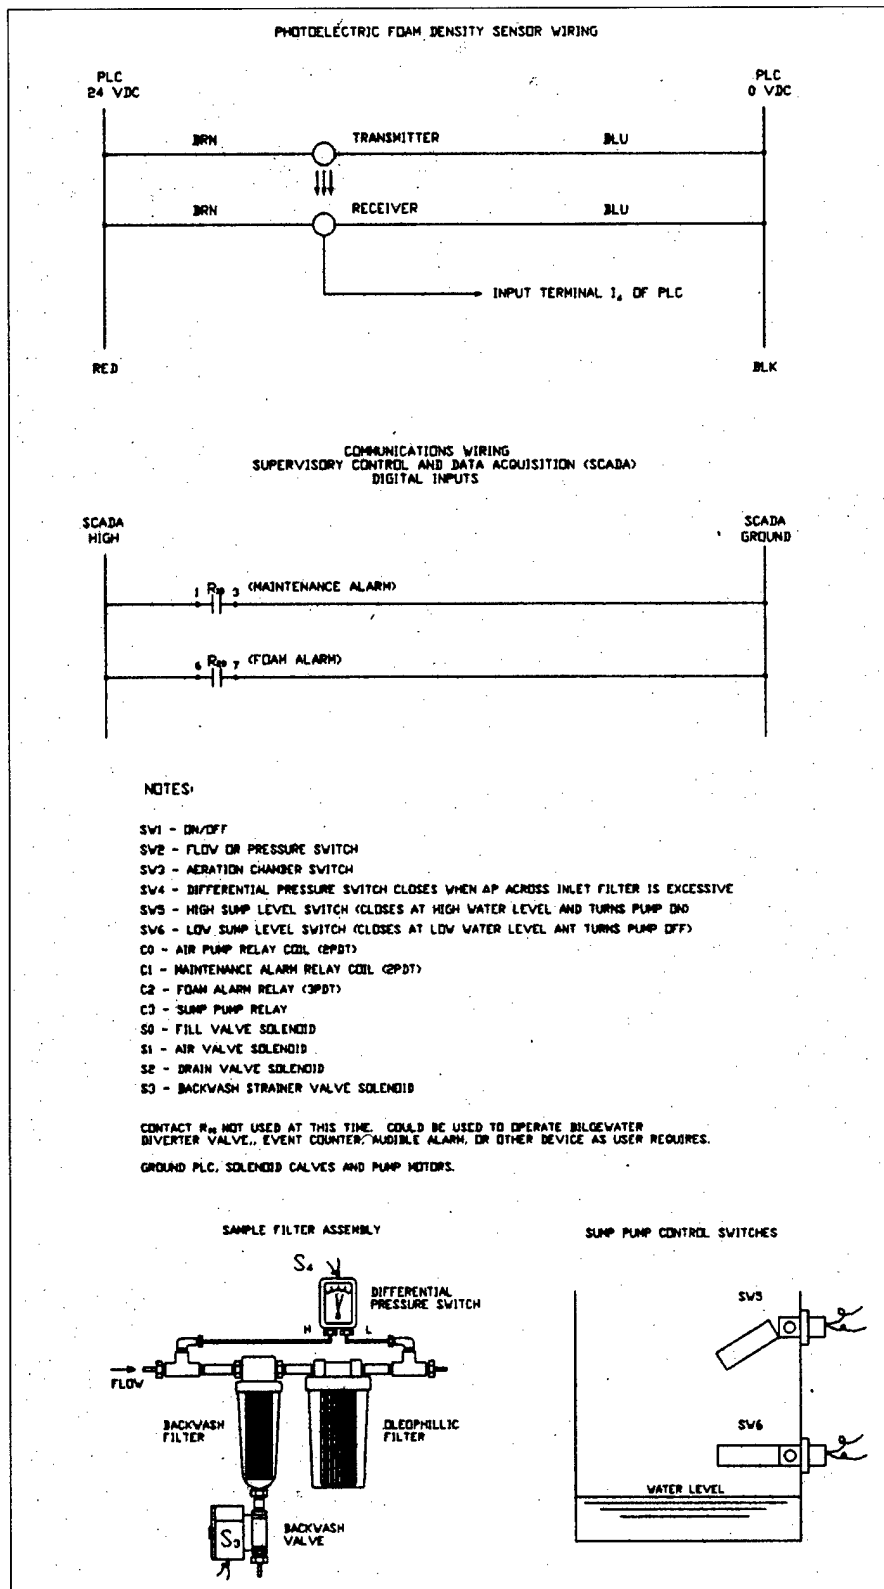 PHOTOELECTRIC FOAM DENSITY SENSOR WIRING
PLC
24 VDC
PLC
0 VDC
BRN
TRANSMITTER
BLU
BRN
RECEIVER
BLU
INPUT TERMINAL I₄ OF PLC
RED
BLK
COMMUNICATIONS WIRING
SUPERVISORY CONTROL AND DATA ACQUISITION (SCADA)
DIGITAL INPUTS
SCADA
HIGH
SCADA
GROUND
1 R 3 (MAINTENANCE ALARM)
6 R 7 (FOAM ALARM)
NOTES:
SW1 - ON/OFF
SW2 - FLOW OR PRESSURE SWITCH
SW3 - AERATION CHAMBER SWITCH
SW4 - DIFFERENTIAL PRESSURE SWITCH CLOSES WHEN ΔP ACROSS INLET FILTER IS EXCESSIVE
SW5 - HIGH SUMP LEVEL SWITCH (CLOSES AT HIGH WATER LEVEL AND TURNS PUMP ON)
SW6 - LOW SUMP LEVEL SWITCH (CLOSES AT LOW WATER LEVEL ANT TURNS PUMP OFF)
C0 - AIR PUMP RELAY COIL (2PDT)
C1 - MAINTENANCE ALARM RELAY COIL (2PDT)
C2 - FOAM ALARM RELAY (3PDT)
C3 - SUMP PUMP RELAY
S0 - FILL VALVE SOLENOID
S1 - AIR VALVE SOLENOID
S2 - DRAIN VALVE SOLENOID
S3 - BACKWASH STRAINER VALVE SOLENOID
CONTACT R NOT USED AT THIS TIME. COULD BE USED TO OPERATE BILGEWATER
DIVERTER VALVE,, EVENT COUNTER, AUDIBLE ALARM, OR OTHER DEVICE AS USER REQUIRES.
GROUND PLC, SOLENOID CALVES AND PUMP MOTORS.
SAMPLE FILTER ASSEMBLY
S₄
DIFFERENTIAL
PRESSURE SWITCH
H
L
FLOW
BACKWASH
FILTER
OLEOPHILLIC
FILTER
S₃
BACKWASH
VALVE
SUMP PUMP CONTROL SWITCHES
SW5
SW6
WATER LEVEL